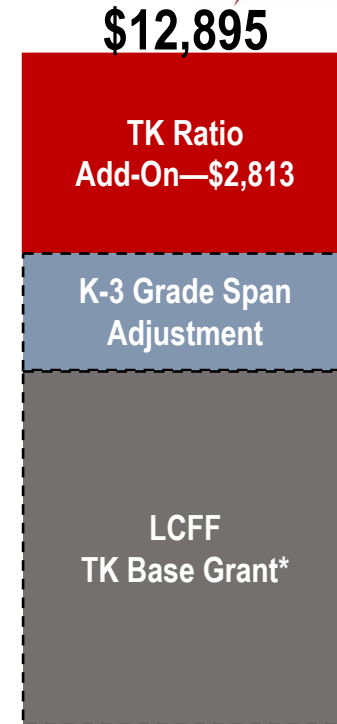 $12,895
TK Ratio
Add-On—$2,813
K-3 Grade Span
Adjustment
LCFF
TK Base Grant*